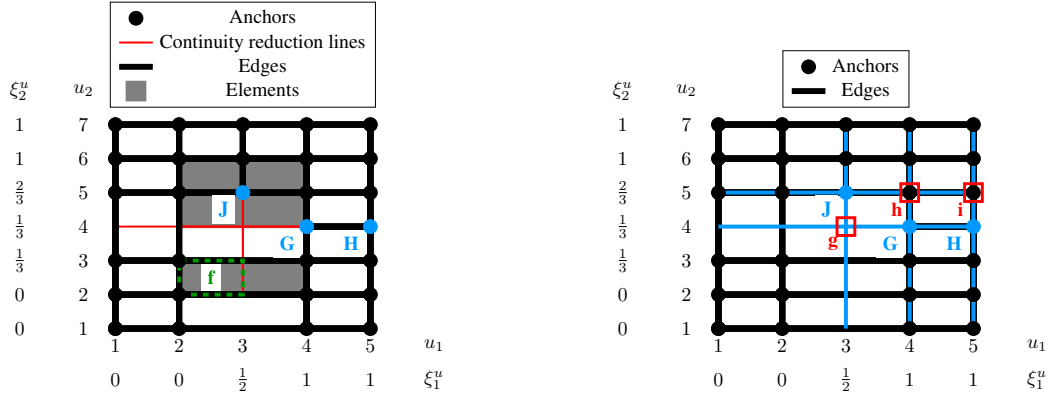 Anchors
Continuity reduction lines
Edges
Elements
ξ₂ᵘ u₂
1 7
1 6
2/3 5
1/3 4
1/3 3
0 2
0 1
J
G H
f
1 2 3 4 5 u₁
0 0 1/2 1 1 ξ₁ᵘ
Anchors
Edges
ξ₂ᵘ u₂
1 7
1 6
2/3 5
1/3 4
1/3 3
0 2
0 1
J h i
g G H
1 2 3 4 5 u₁
0 0 1/2 1 1 ξ₁ᵘ